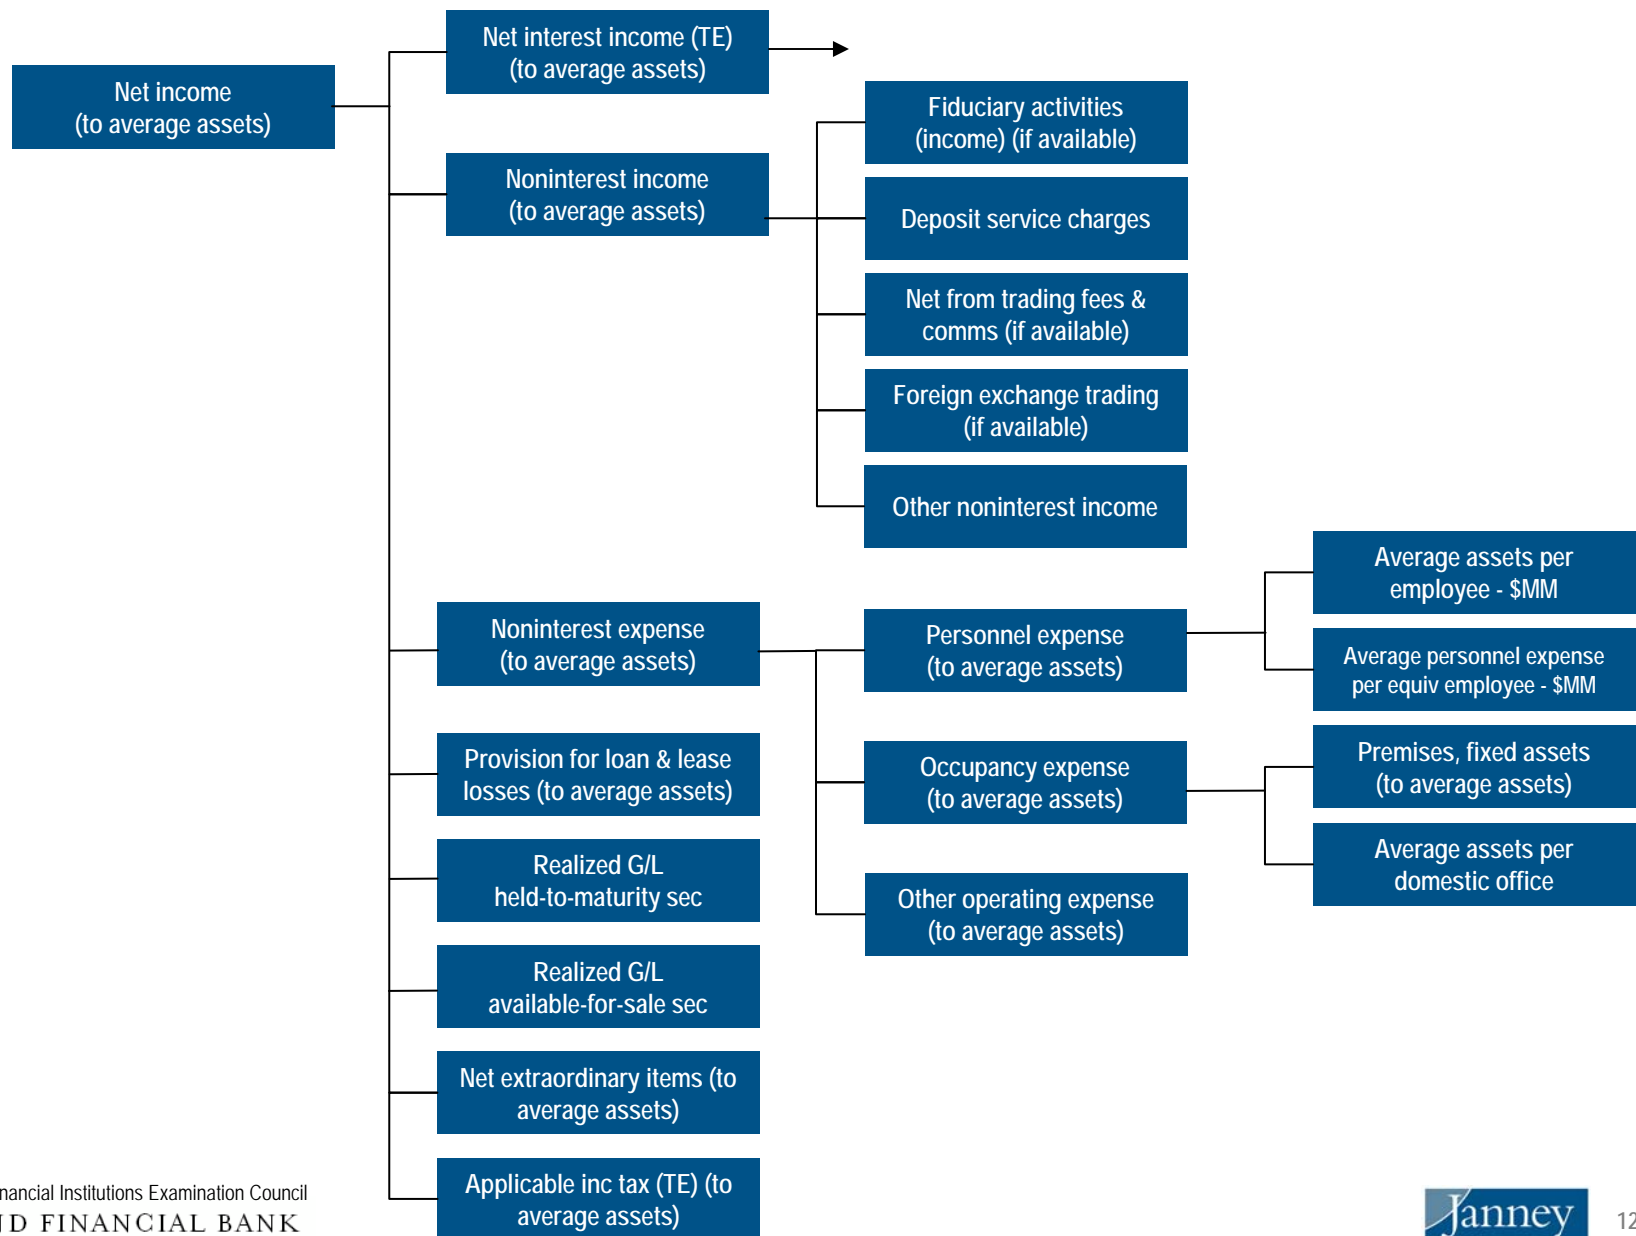 Net income
(to average assets)
Net interest income (TE)
(to average assets)
Noninterest income
(to average assets)
Fiduciary activities
(income) (if available)
Deposit service charges
Net from trading fees &
comms (if available)
Foreign exchange trading
(if available)
Other noninterest income
Noninterest expense
(to average assets)
Personnel expense
(to average assets)
Average assets per
employee - $MM
Average personnel expense
per equiv employee - $MM
Occupancy expense
(to average assets)
Premises, fixed assets
(to average assets)
Average assets per
domestic office
Other operating expense
(to average assets)
Provision for loan & lease
losses (to average assets)
Realized G/L
held-to-maturity sec
Realized G/L
available-for-sale sec
Net extraordinary items (to
average assets)
Applicable inc tax (TE) (to
average assets)
Institutions Examination Council
FINANCIAL BANK
Janney
12